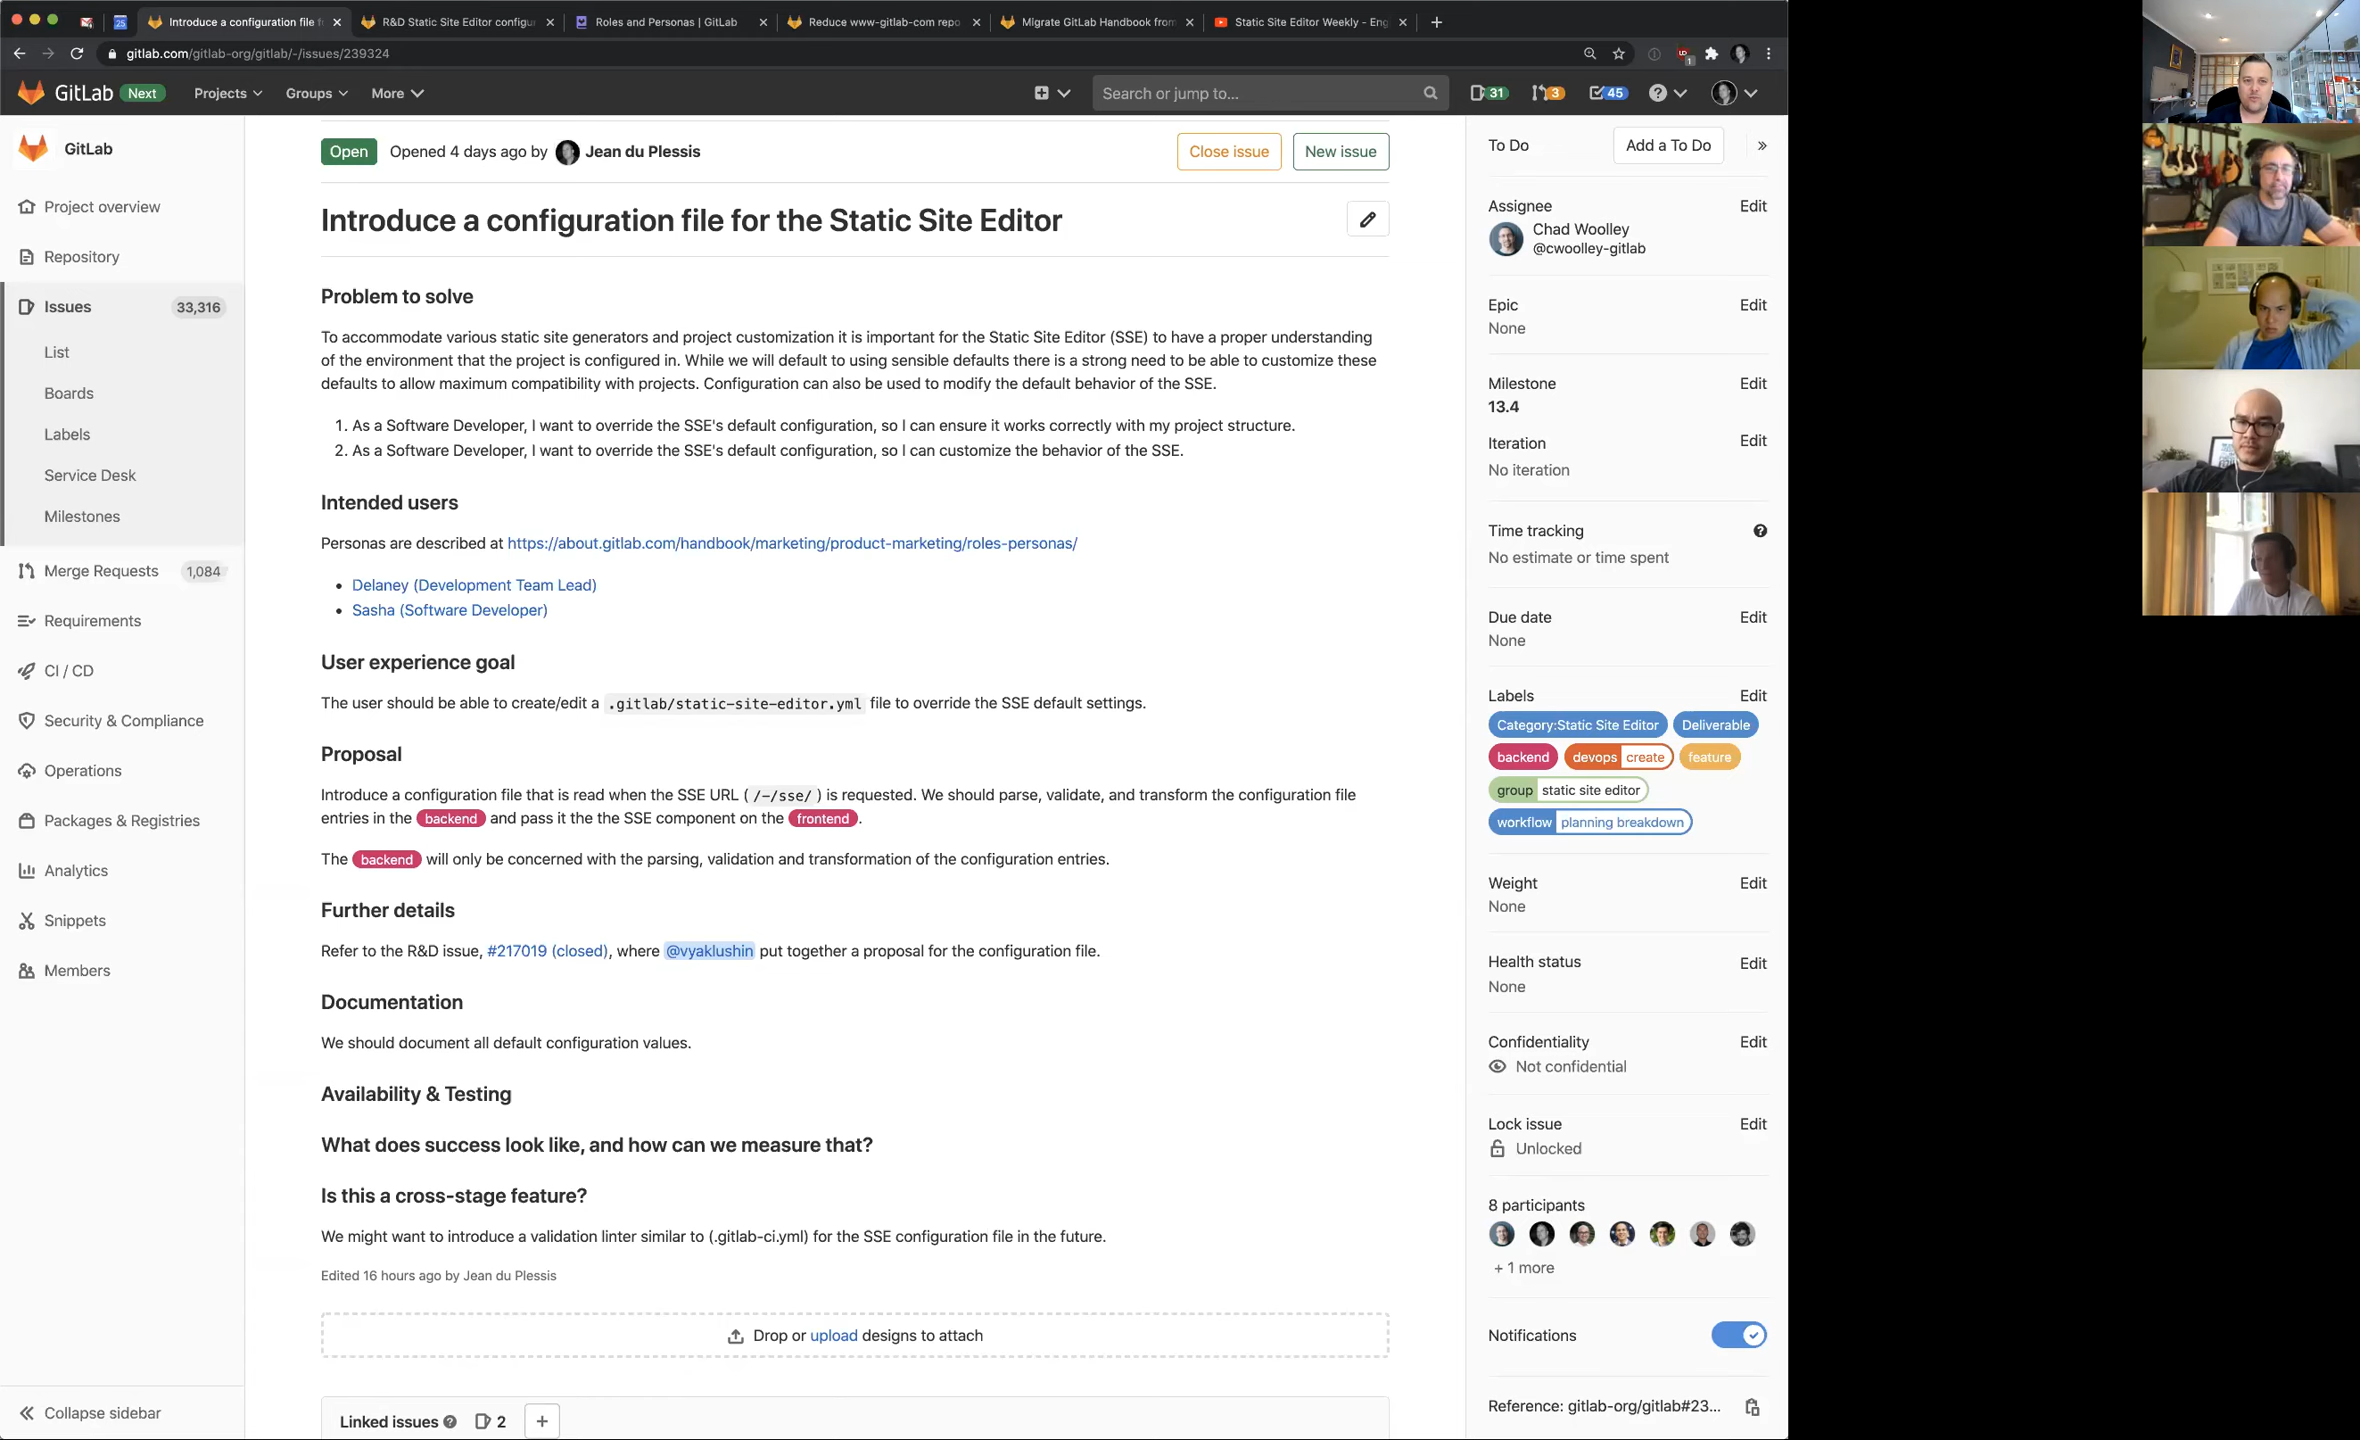 Introduce a configuration file f
R&D Static Site Editor configu
Roles and Personas | GitLab
Reduce www-gitlab-com repo
Migrate GitLab Handbook from
Static Site Editor Weekly - Eng
gitlab.com/gitlab-org/gitlab/-/issues/239324
GitLab Next Projects Groups More Search or jump to... 31 3 45
GitLab
Project overview
Repository
Issues 33,316
List
Boards
Labels
Service Desk
Milestones
Merge Requests 1,084
Requirements
CI / CD
Security & Compliance
Operations
Packages & Registries
Analytics
Snippets
Members
Collapse sidebar
Open Opened 4 days ago by Jean du Plessis Close issue New issue
Introduce a configuration file for the Static Site Editor
Problem to solve
To accommodate various static site generators and project customization it is important for the Static Site Editor (SSE) to have a proper understanding
of the environment that the project is configured in. While we will default to using sensible defaults there is a strong need to be able to customize these
defaults to allow maximum compatibility with projects. Configuration can also be used to modify the default behavior of the SSE.
1. As a Software Developer, I want to override the SSE's default configuration, so I can ensure it works correctly with my project structure.
2. As a Software Developer, I want to override the SSE's default configuration, so I can customize the behavior of the SSE.
Intended users
Personas are described at https://about.gitlab.com/handbook/marketing/product-marketing/roles-personas/
• Delaney (Development Team Lead)
• Sasha (Software Developer)
User experience goal
The user should be able to create/edit a .gitlab/static-site-editor.yml file to override the SSE default settings.
Proposal
Introduce a configuration file that is read when the SSE URL ( /-/sse/ ) is requested. We should parse, validate, and transform the configuration file
entries in the backend and pass it the the SSE component on the frontend.
The backend will only be concerned with the parsing, validation and transformation of the configuration entries.
Further details
Refer to the R&D issue, #217019 (closed), where @vyaklushin put together a proposal for the configuration file.
Documentation
We should document all default configuration values.
Availability & Testing
What does success look like, and how can we measure that?
Is this a cross-stage feature?
We might want to introduce a validation linter similar to (.gitlab-ci.yml) for the SSE configuration file in the future.
Edited 16 hours ago by Jean du Plessis
Drop or upload designs to attach
Linked issues 2 +
To Do Add a To Do »
Assignee Edit
Chad Woolley
@cwoolley-gitlab
Epic Edit
None
Milestone Edit
13.4
Iteration Edit
No iteration
Time tracking
No estimate or time spent
Due date Edit
None
Labels Edit
Category:Static Site Editor Deliverable
backend devops create feature
group static site editor
workflow planning breakdown
Weight Edit
None
Health status Edit
None
Confidentiality Edit
Not confidential
Lock issue Edit
Unlocked
8 participants
+ 1 more
Notifications
Reference: gitlab-org/gitlab#23...